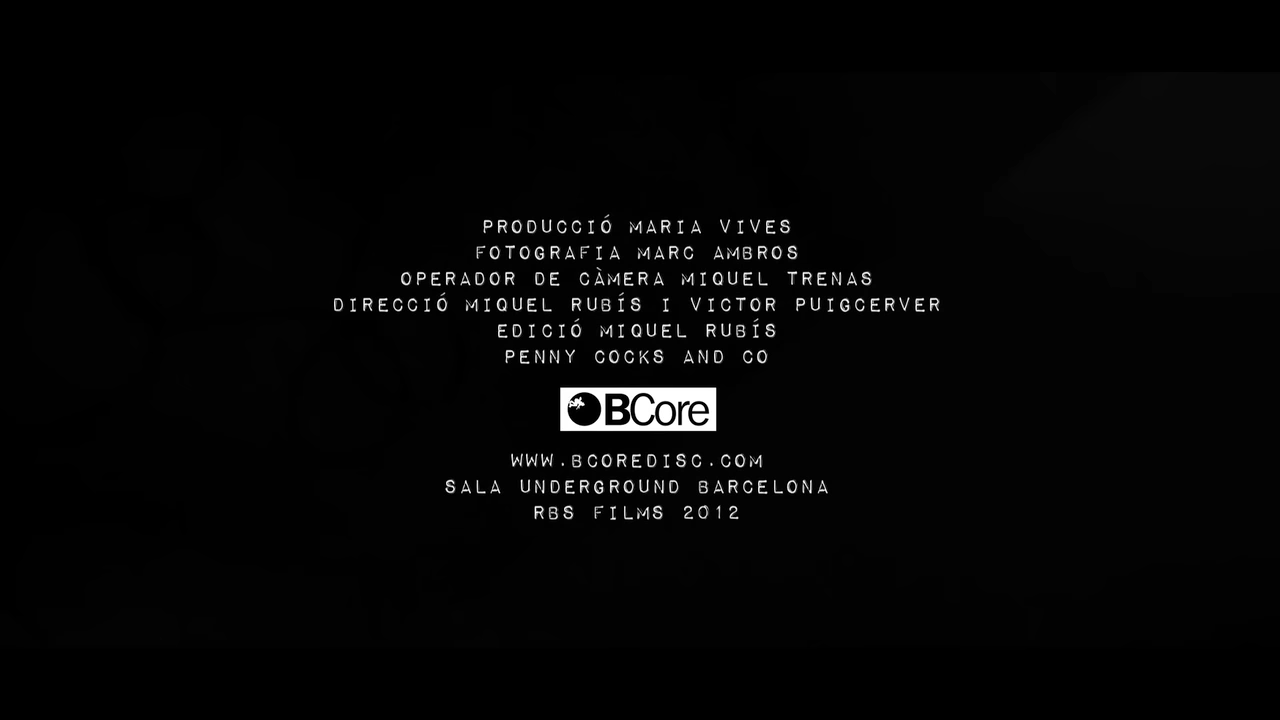 PRODUCCIÓ MARIA VIVES
FOTOGRAFIA MARC AMBROS
OPERADOR DE CÀMERA MIQUEL TRENAS
DIRECCIÓ MIQUEL RUBÍS I VICTOR PUIGCERVER
EDICIÓ MIQUEL RUBÍS
PENNY COCKS AND CO
BCore
WWW.BCOREDISC.COM
SALA UNDERGROUND BARCELONA
RBS FILMS 2012